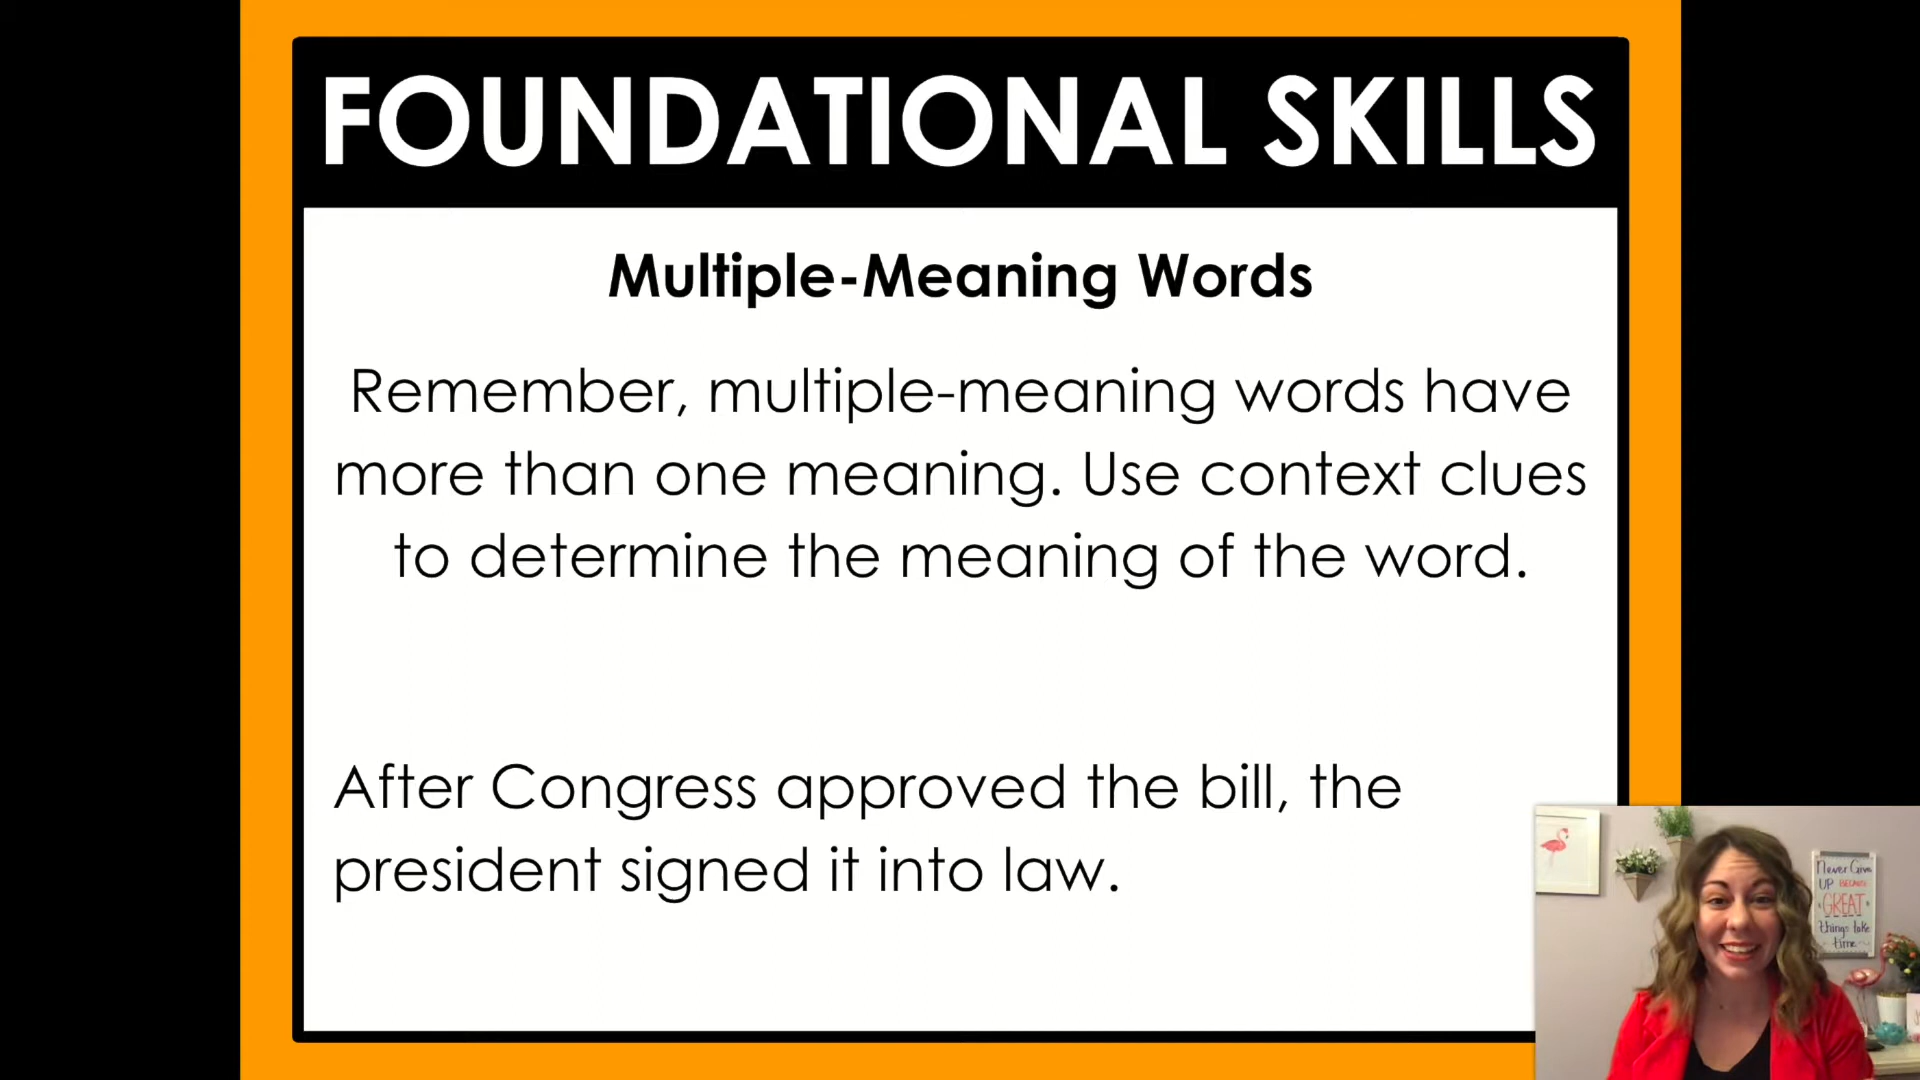 FOUNDATIONAL SKILLS
Multiple-Meaning Words
Remember, multiple-meaning words have
more than one meaning. Use context clues
to determine the meaning of the word.
After Congress approved the bill, the
president signed it into law.
Never Give
UP BECAUSE
GREAT
things take
time